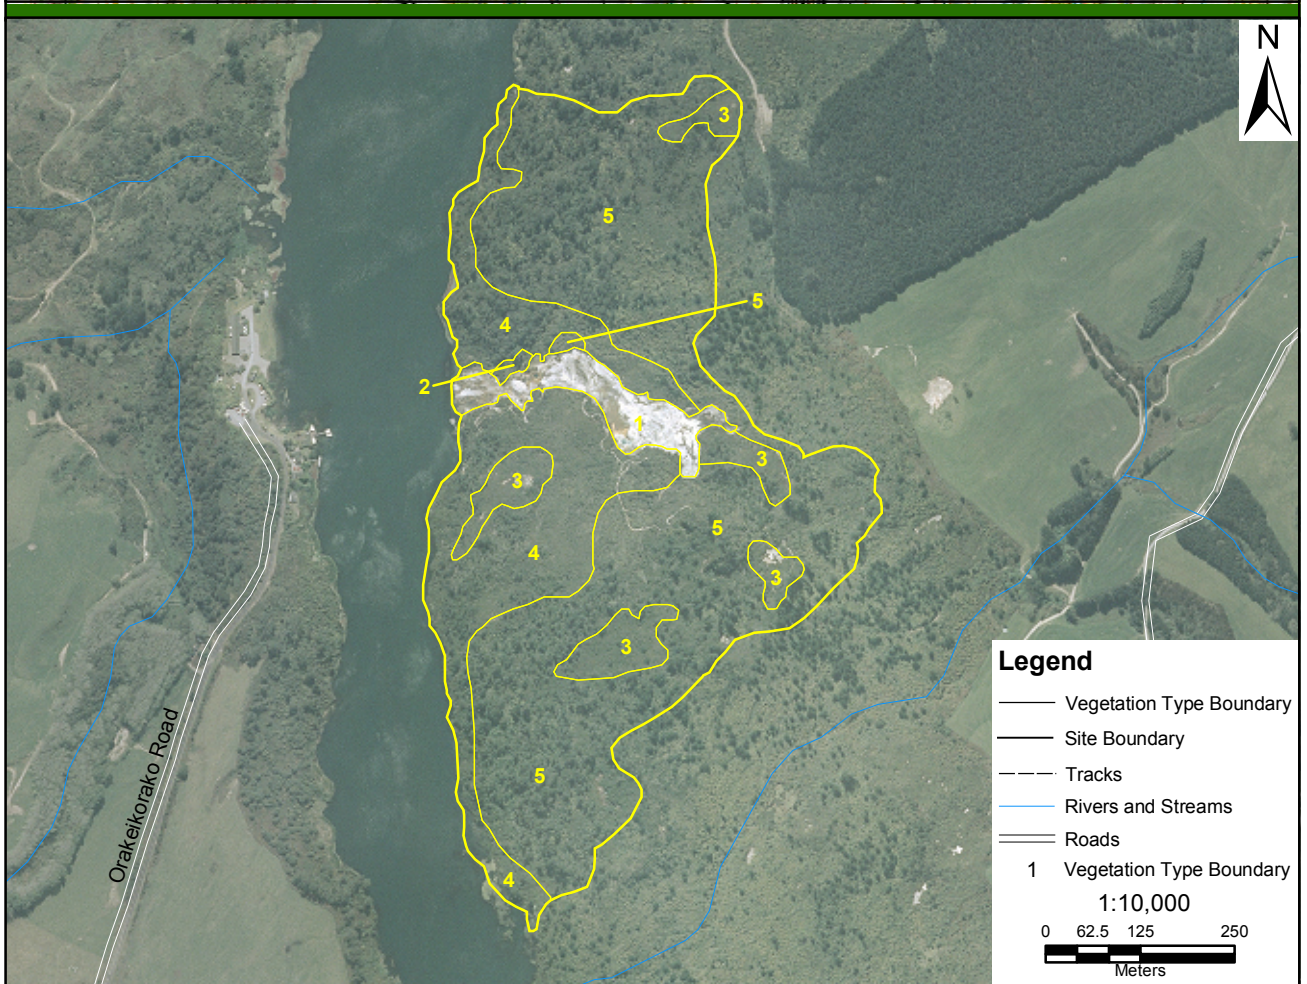 N
3
5
5
4
2
1
3
3
5
4
3
3
5
4
Orakeikorako Road
Legend
Vegetation Type Boundary
Site Boundary
Tracks
Rivers and Streams
Roads
1 Vegetation Type Boundary
1:10,000
0 62.5 125 250
Meters